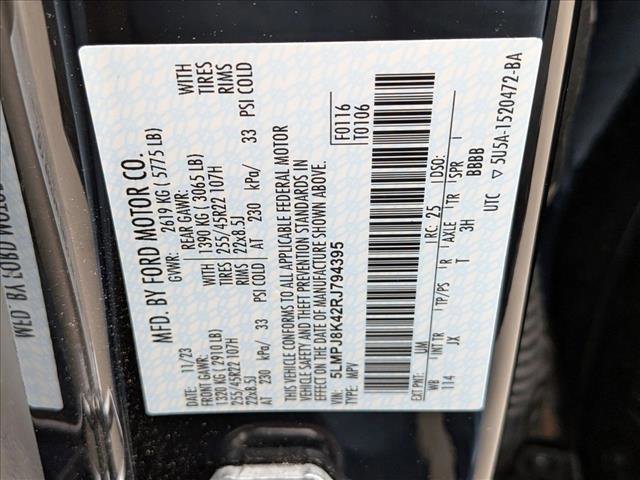 MFD. BY FORD MOTOR CO.
11/23 GVWR: 2619 KG ( 5775 LB)
FRONT GAWR: REAR GAWR: WITH
1320 KG ( 2910 LB) 1390 KG ( 3065 LB) TIRES
255/45R22 107H 255/45R22 107H RIMS
22x8.5J 22x8.5J
AT 230 kPa/ 33 PSI COLD AT 230 kPa/ 33 PSI COLD
WITH
TIRES
RIMS
THIS VEHICLE CONFORMS TO ALL APPLICABLE FEDERAL MOTOR
VEHICLE SAFETY AND THEFT PREVENTION STANDARDS IN
EFFECT ON THE DATE OF MANUFACTURE SHOWN ABOVE.
VIN: 5LMPJ8K42RJ794395
TYPE: MPV
F0116
T0106
EXT.PNT: UM RC: 25 DSO:
WB INT TR TP/PS R AXLE TR SPR
114 JX T 3H BBBB
UTC ▽ 5U5A-1520472-BA